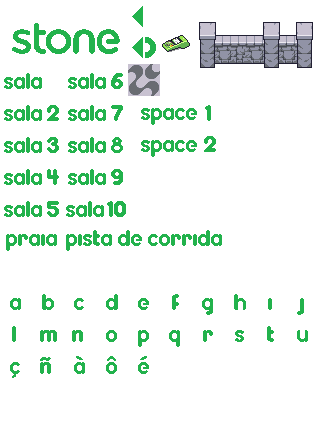 stone
sala sala 6
sala 2 sala 7 space 1
sala 3 sala 8 space 2
sala 4 sala 9
sala 5 sala 10
praia pista de corrida
a b c d e f g h i j
l m n o p q r s t u
ç ñ à ô é